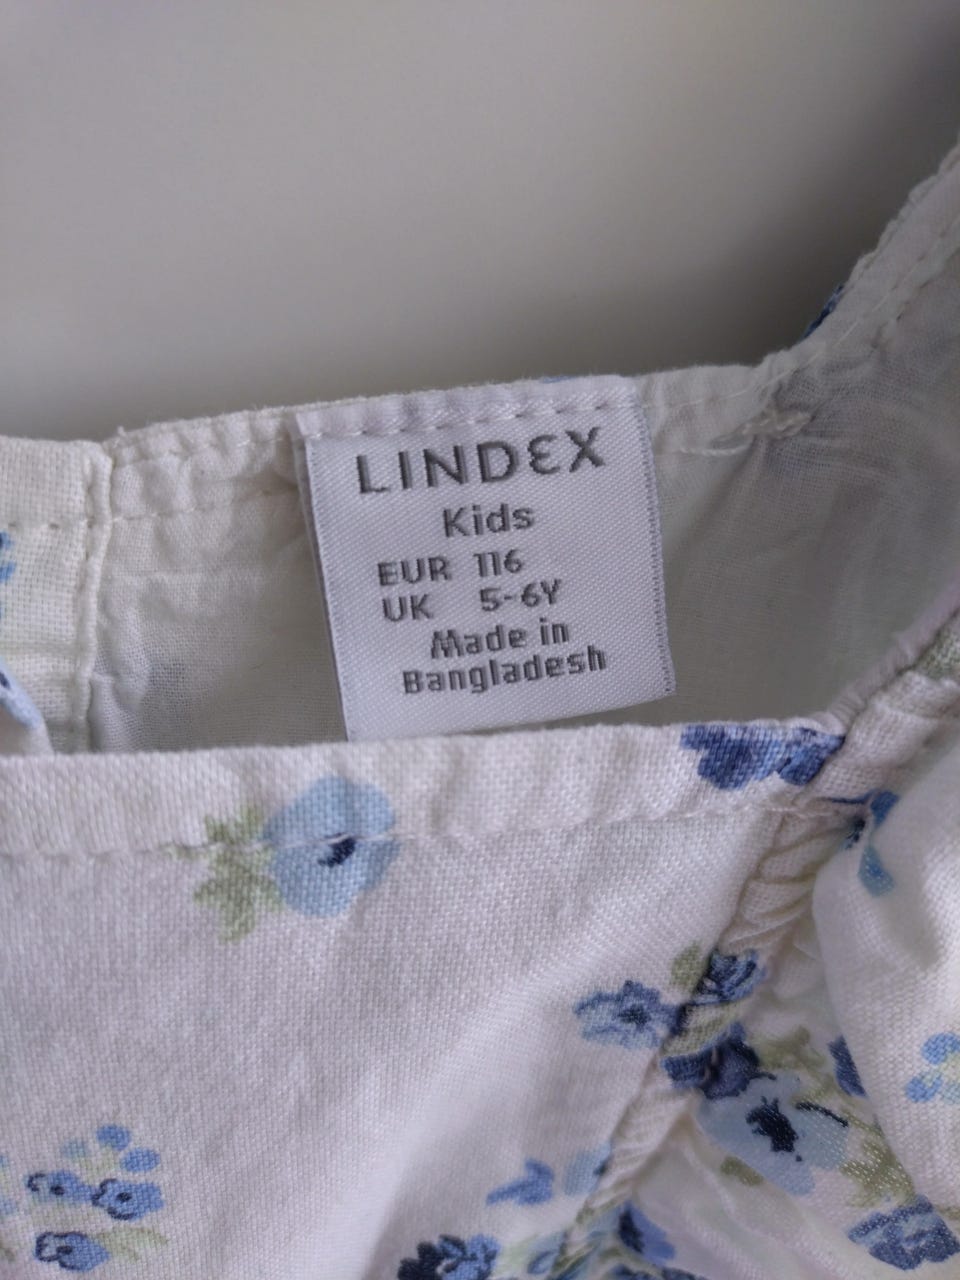 LINDEX
Kids
EUR 116
UK 5-6Y
Made in
Bangladesh